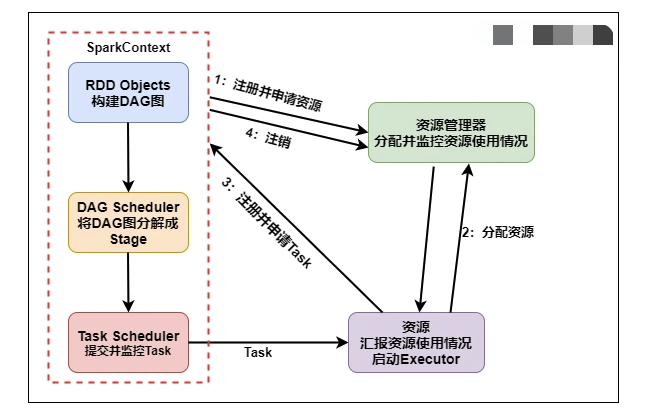 SparkContext
RDD Objects
构建DAG图
1：注册并申请资源
4：注销
资源管理器
分配并监控资源使用情况
DAG Scheduler
将DAG图分解成
Stage
3：注册并申请Task
2：分配资源
Task Scheduler
提交并监控Task
Task
资源
汇报资源使用情况
启动Executor